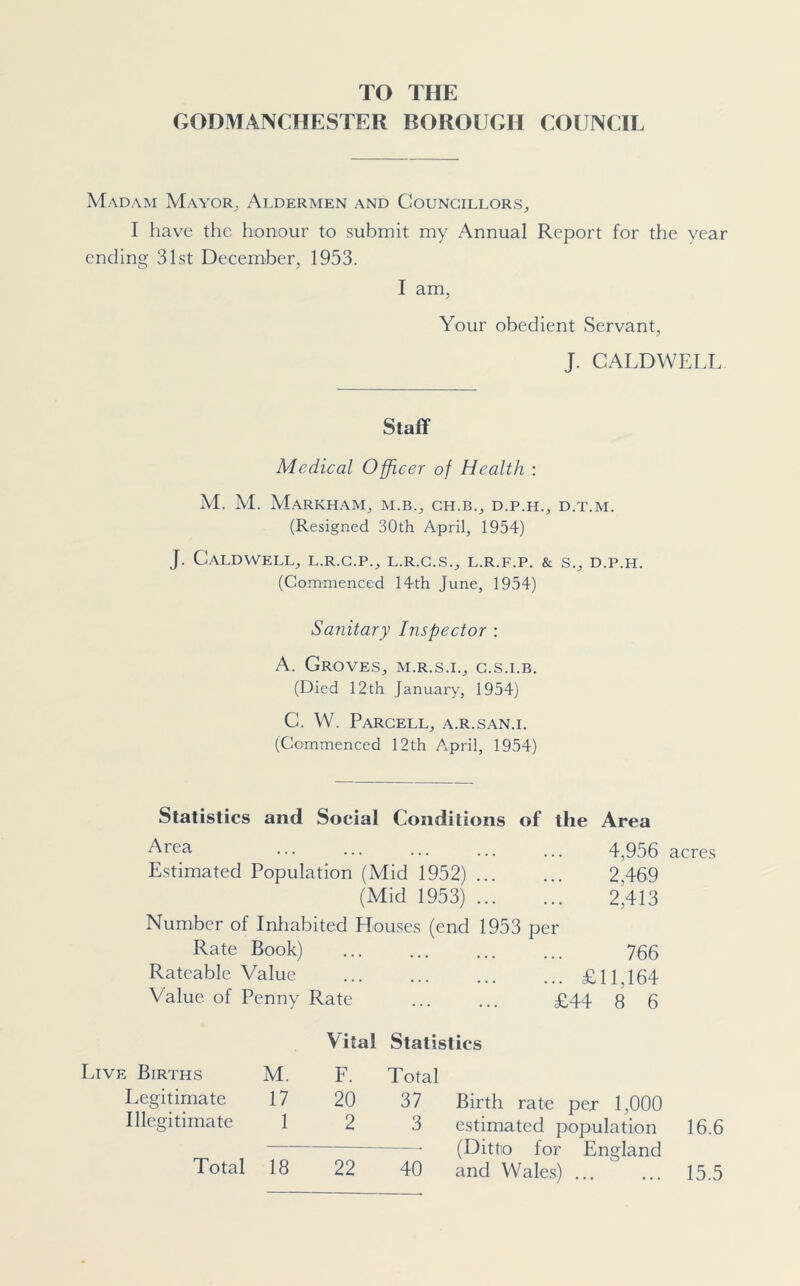 TO THE
GODMANCHESTER BOROUGH COUNCIL
Madam Mayor, Aldermen and Councillors,
I have the honour to submit my Annual Report for the year
ending 31st December, 1953.
I am,
Your obedient Servant,
J. CALDWELL
Staff
Medical Officer of Health :
M. M. Markham, m.b., ch.b., d.p.h., d.t.m.
(Resigned 30th April, 1954)
J. Caldwell, l.r.c.p., l.r.c.s., l.r.f.p. & s., d.p.h.
(Commenced 14th June, 1954)
Sanitary Inspector :
A. Groves, m.r.s.i., c.s.i.b.
(Died 12th January, 1954)
C. W. Parcell, a.r.san.i.
(Commenced 12th April, 1954)
Statistics and Social Conditions of the Area
Area ... ... ... ... ... 4,956 acres
Estimated Population (Mid 1952) ... ... 2,469
(Mid 1953) ... ... 2,413
Number of Inhabited Houses (end 1953 per
Rate Book) ... ... ... ... 766
Rateable Value ... ... ... ... £11,164
Value of Penny Rate ... ... £44 8 6
Vital Statistics
Live Births M. F. Total
Legitimate 17 20 37 Birth rate per 1,000
Illegitimate 1 2 3 estimated population 16.6
(Ditto for England
Total 18 22 40 and Wales) ... ... 15.5